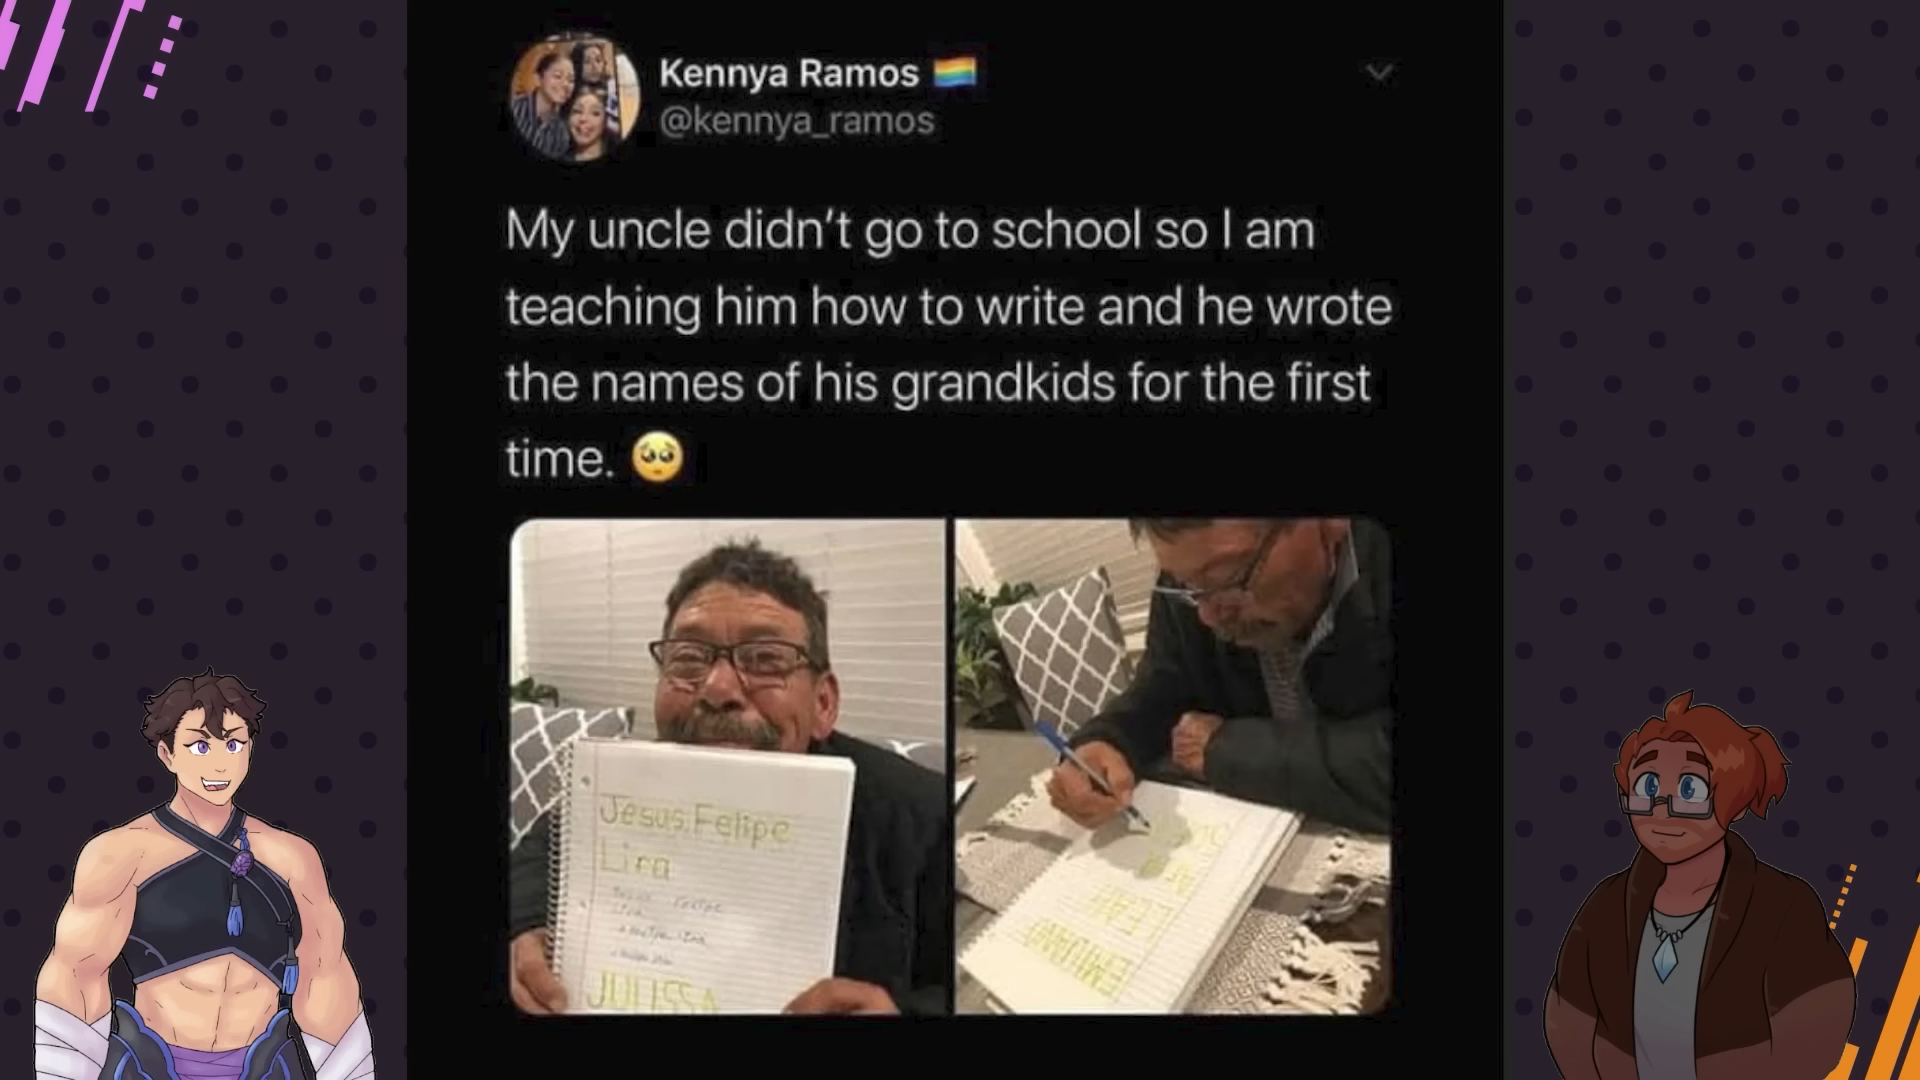 Kennya Ramos 🏳️‍🌈
@kennya_ramos
My uncle didn't go to school so I am
teaching him how to write and he wrote
the names of his grandkids for the first
time. 🥺
Jesus Felipe
Lira
JULISSA